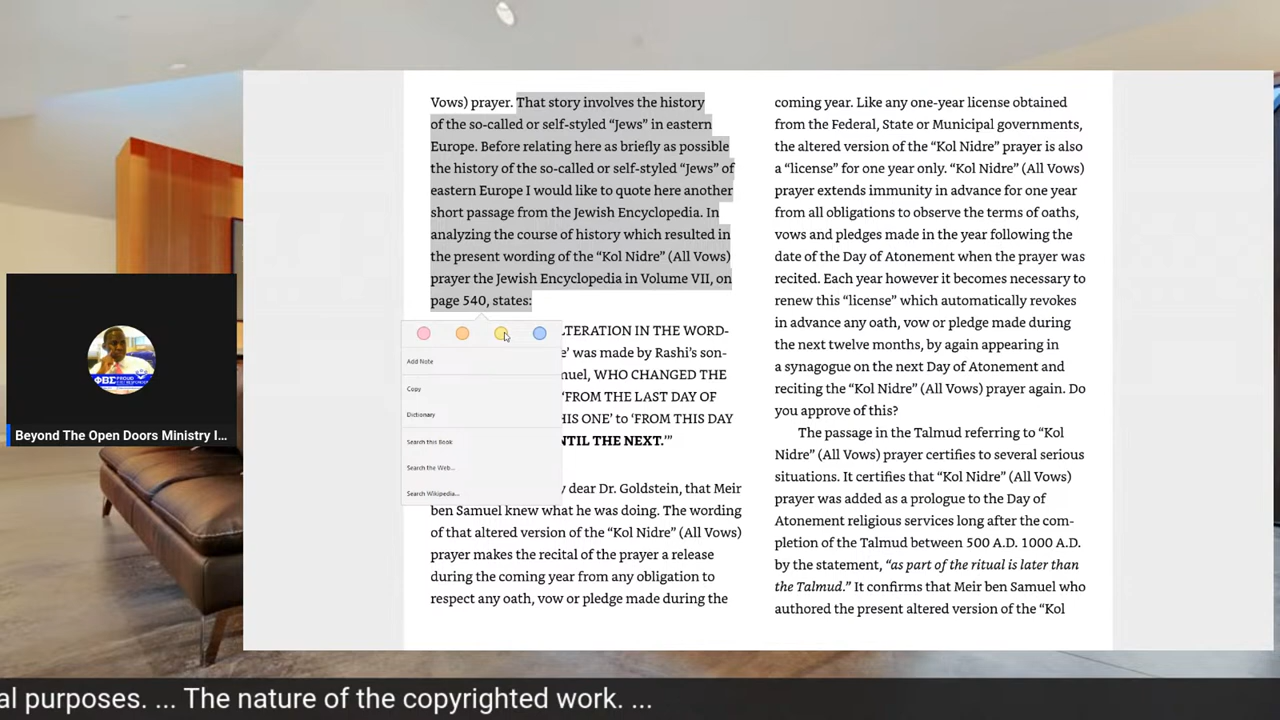 Vows) prayer. That story involves the history
of the so-called or self-styled “Jews” in eastern
Europe. Before relating here as briefly as possible
the history of the so-called or self-styled “Jews” of
eastern Europe I would like to quote here another
short passage from the Jewish Encyclopedia. In
analyzing the course of history which resulted in
the present wording of the “Kol Nidre” (All Vows)
prayer the Jewish Encyclopedia in Volume VII, on
page 540, states:
LTERATION IN THE WORD-
e’ was made by Rashi’s son-
nuel, WHO CHANGED THE
‘FROM THE LAST DAY OF
HIS ONE’ to ‘FROM THIS DAY
NTIL THE NEXT.’”
Add Note
Copy
Dictionary
Search this Book
Search the Web...
Search Wikipedia...
y dear Dr. Goldstein, that Meir
ben Samuel knew what he was doing. The wording
of that altered version of the “Kol Nidre” (All Vows)
prayer makes the recital of the prayer a release
during the coming year from any obligation to
respect any oath, vow or pledge made during the
coming year. Like any one-year license obtained
from the Federal, State or Municipal governments,
the altered version of the “Kol Nidre” prayer is also
a “license” for one year only. “Kol Nidre” (All Vows)
prayer extends immunity in advance for one year
from all obligations to observe the terms of oaths,
vows and pledges made in the year following the
date of the Day of Atonement when the prayer was
recited. Each year however it becomes necessary to
renew this “license” which automatically revokes
in advance any oath, vow or pledge made during
the next twelve months, by again appearing in
a synagogue on the next Day of Atonement and
reciting the “Kol Nidre” (All Vows) prayer again. Do
you approve of this?
The passage in the Talmud referring to “Kol
Nidre” (All Vows) prayer certifies to several serious
situations. It certifies that “Kol Nidre” (All Vows)
prayer was added as a prologue to the Day of
Atonement religious services long after the com-
pletion of the Talmud between 500 A.D. 1000 A.D.
by the statement, “as part of the ritual is later than
the Talmud.” It confirms that Meir ben Samuel who
authored the present altered version of the “Kol
PROUD
Beyond The Open Doors Ministry I...
al purposes. ... The nature of the copyrighted work. ...